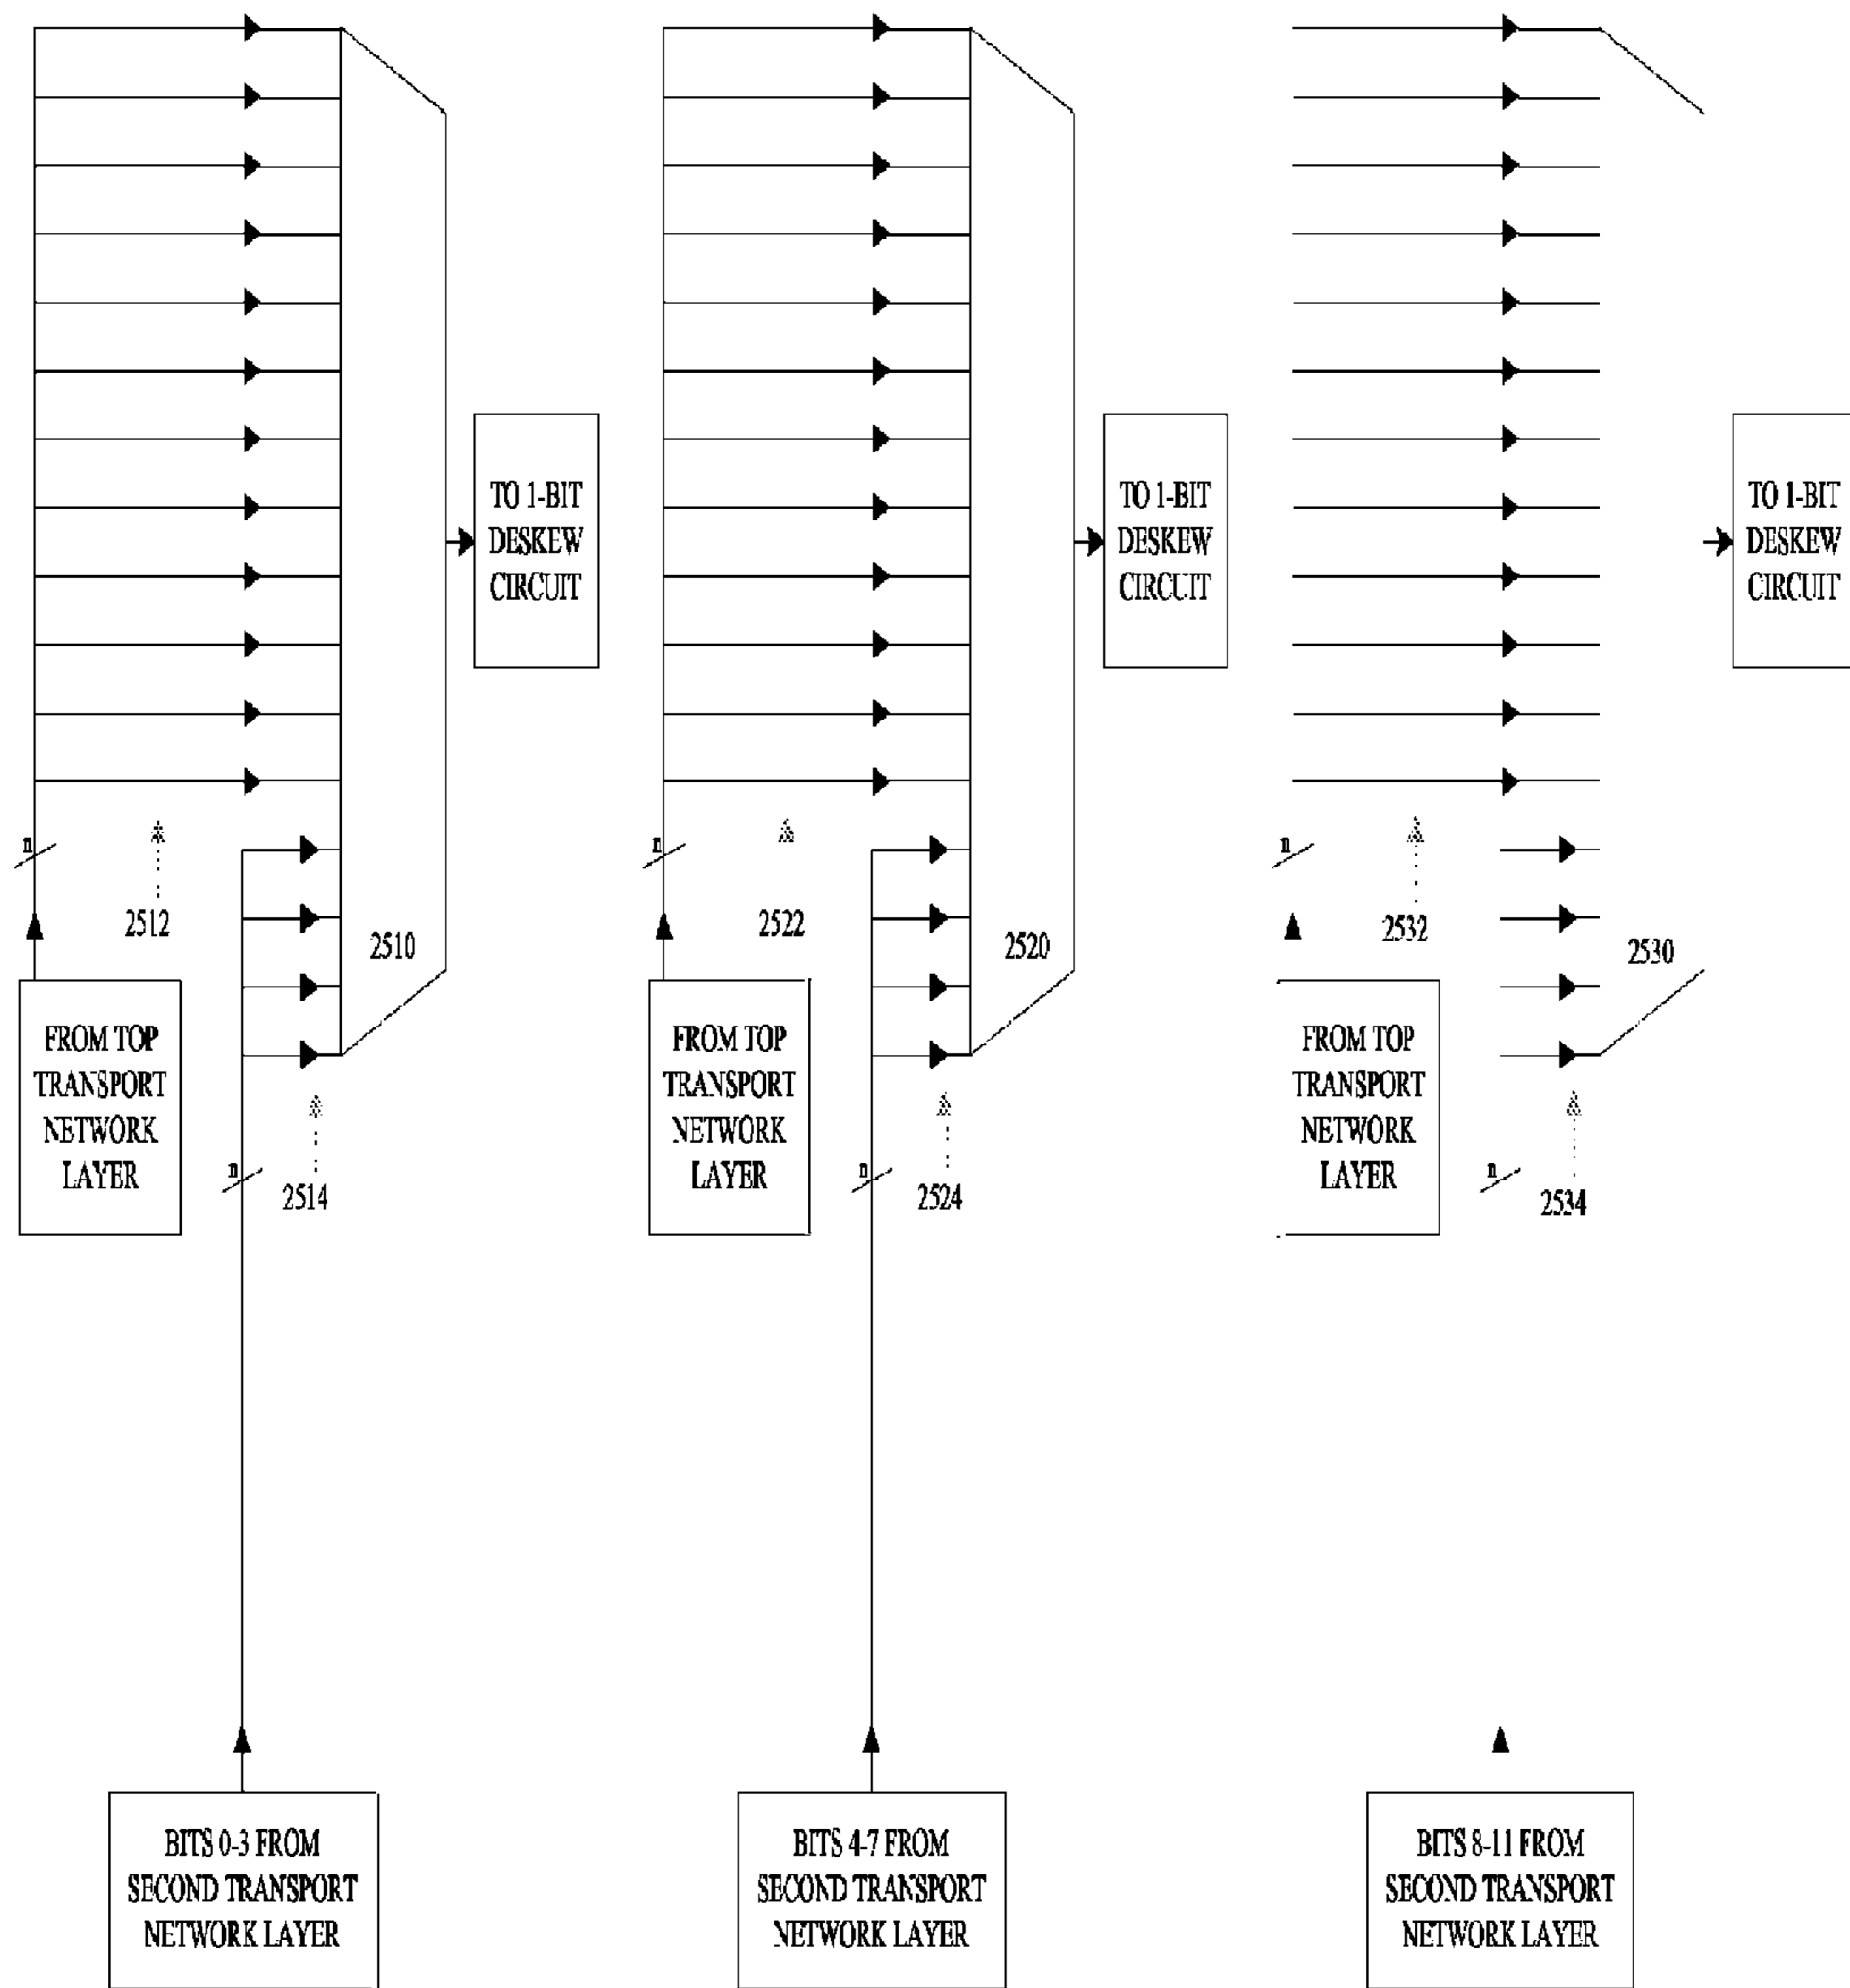 TO 1-BIT
DESKEW
CIRCUIT
TO 1-BIT
DESKEW
CIRCUIT
TO 1-BIT
DESKEW
CIRCUIT
n
2512
2510
n
2522
2520
n
2532
2530
FROM TOP
TRANSPORT
NETWORK
LAYER
n
2514
FROM TOP
TRANSPORT
NETWORK
LAYER
n
2524
FROM TOP
TRANSPORT
NETWORK
LAYER
n
2534
BITS 0-3 FROM
SECOND TRANSPORT
NETWORK LAYER
BITS 4-7 FROM
SECOND TRANSPORT
NETWORK LAYER
BITS 8-11 FROM
SECOND TRANSPORT
NETWORK LAYER